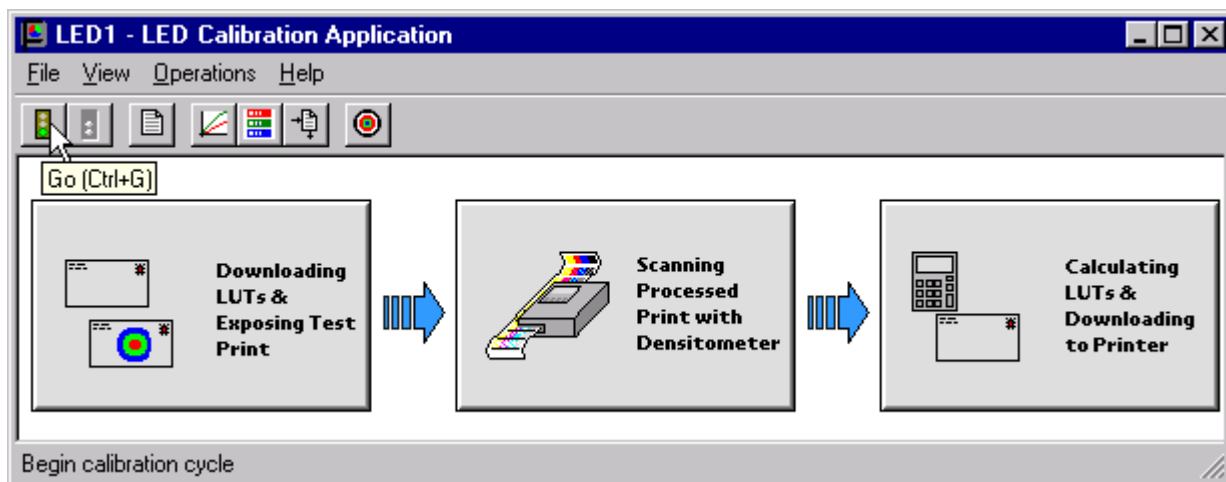 LED1 - LED Calibration Application
File View Operations Help
Go (Ctrl+G)
Downloading
LUTs &
Exposing Test
Print
Scanning
Processed
Print with
Densitometer
Calculating
LUTs &
Downloading
to Printer
Begin calibration cycle